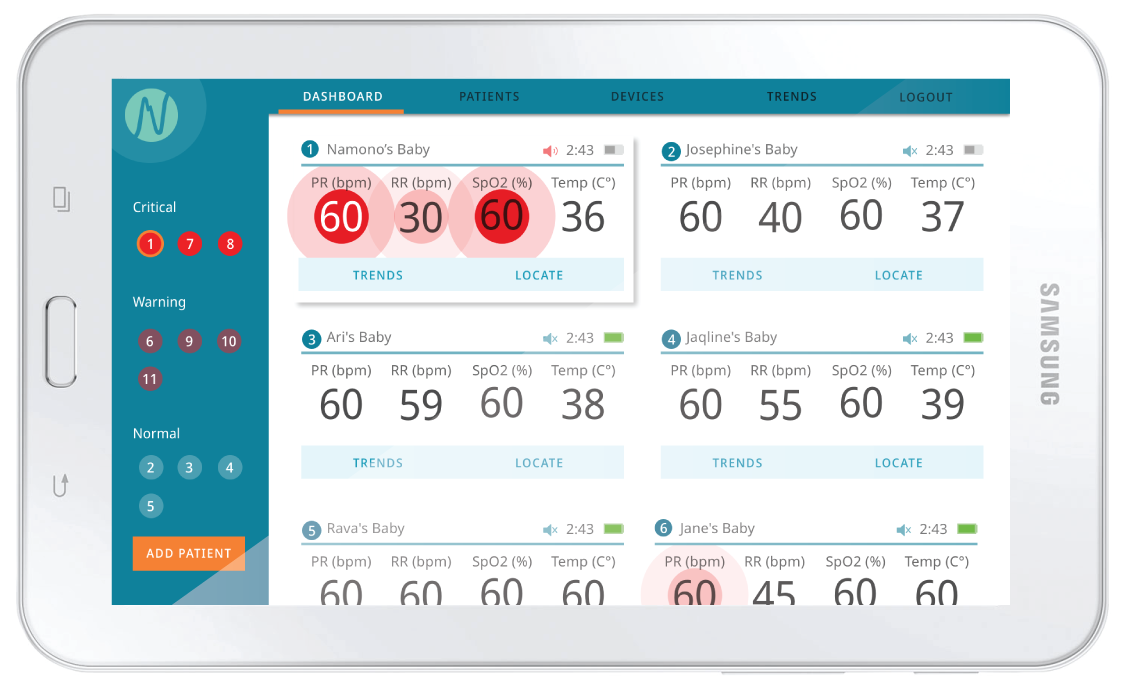 DASHBOARD PATIENTS DEVICES TRENDS LOGOUT
Critical
1 7 8
Warning
6 9 10
11
Normal
2 3 4
5
ADD PATIENT
1 Namono's Baby 2:43
PR (bpm) RR (bpm) SpO2 (%) Temp (C°)
60 30 60 36
TRENDS LOCATE
2 Josephine's Baby 2:43
PR (bpm) RR (bpm) SpO2 (%) Temp (C°)
60 40 60 37
TRENDS LOCATE
3 Ari's Baby 2:43
PR (bpm) RR (bpm) SpO2 (%) Temp (C°)
60 59 60 38
TRENDS LOCATE
4 Jaqline's Baby 2:43
PR (bpm) RR (bpm) SpO2 (%) Temp (C°)
60 55 60 39
TRENDS LOCATE
5 Rava's Baby 2:43
PR (bpm) RR (bpm) SpO2 (%) Temp (C°)
60 60 60 60
6 Jane's Baby 2:43
PR (bpm) RR (bpm) SpO2 (%) Temp (C°)
60 45 60 60
SAMSUNG